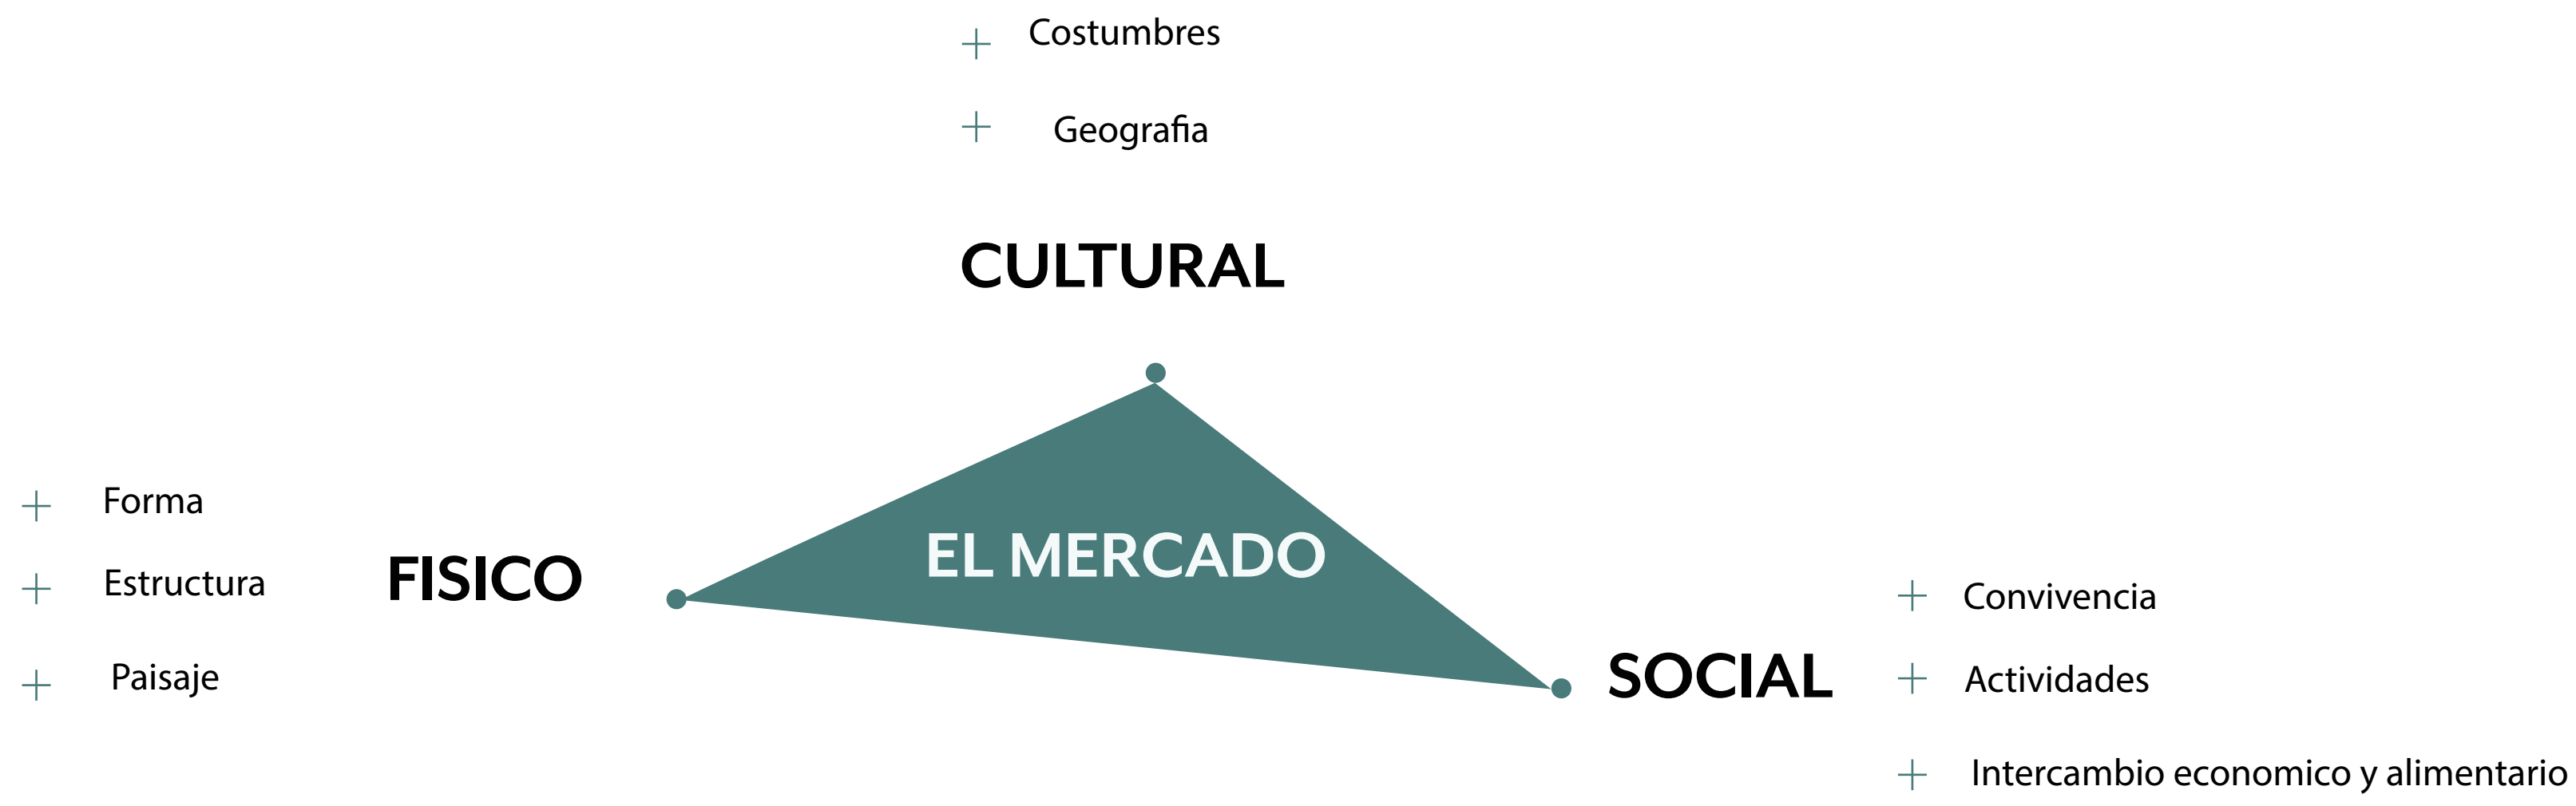 Costumbres
Geografia
CULTURAL
EL MERCADO
Forma
Estructura
Paisaje
FISICO
SOCIAL
Convivencia
Actividades
Intercambio economico y alimentario